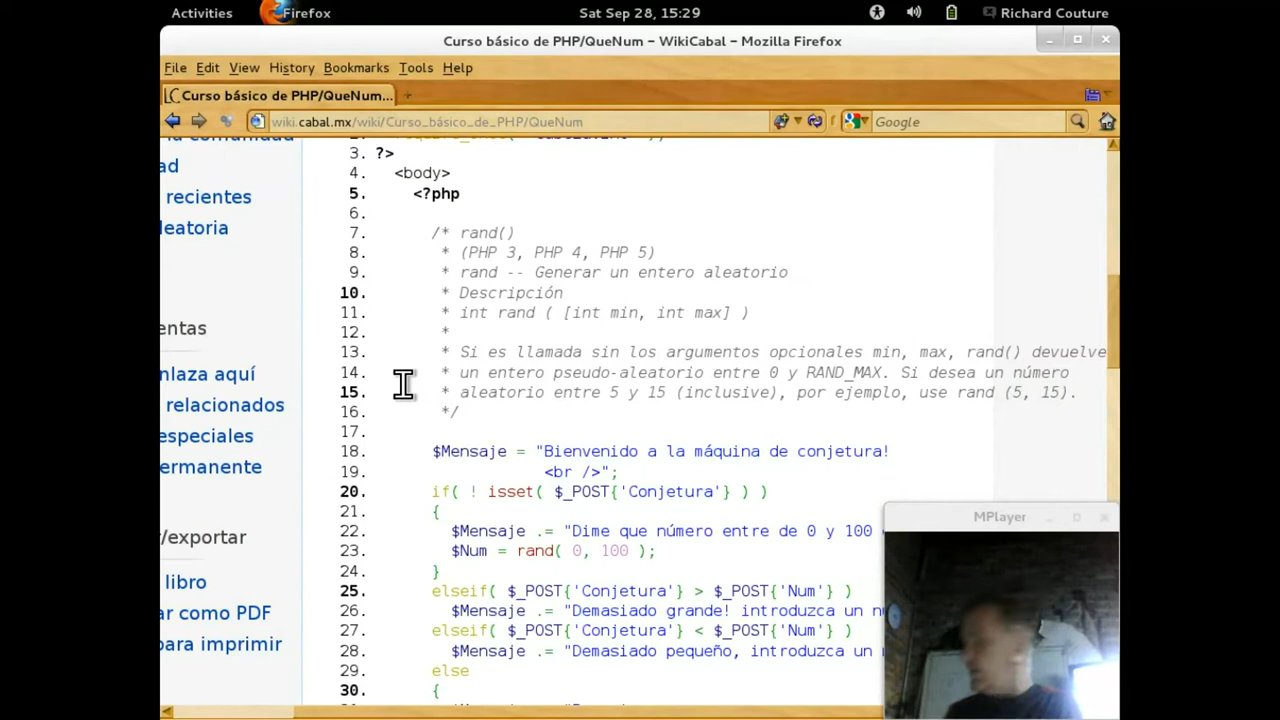 Activities Firefox Sat Sep 28, 15:29 Richard Couture
Curso básico de PHP/QueNum – WikiCabal – Mozilla Firefox
File Edit View History Bookmarks Tools Help
Curso básico de PHP/QueNum...
wiki.cabal.mx/wiki/Curso_básico_de_PHP/QueNum Google
la comunidad
ad
recientes
leatoria
entas
nlaza aquí
relacionados
especiales
ermanente
/exportar
libro
ar como PDF
para imprimir
3. ?>
4. <body>
5. <?php
6.
7. /* rand()
8. * (PHP 3, PHP 4, PHP 5)
9. * rand -- Generar un entero aleatorio
10. * Descripción
11. * int rand ( [int min, int max] )
12. *
13. * Si es llamada sin los argumentos opcionales min, max, rand() devuelve
14. * un entero pseudo-aleatorio entre 0 y RAND_MAX. Si desea un número
15. * aleatorio entre 5 y 15 (inclusive), por ejemplo, use rand (5, 15).
16. */
17.
18. $Mensaje = "Bienvenido a la máquina de conjetura!
19. <br />";
20. if( ! isset( $_POST{'Conjetura'} ) )
21. {
22. $Mensaje .= "Dime que número entre de 0 y 100
23. $Num = rand( 0, 100 );
24. }
25. elseif( $_POST{'Conjetura'} > $_POST{'Num'} )
26. $Mensaje .= "Demasiado grande! introduzca un nú
27. elseif( $_POST{'Conjetura'} < $_POST{'Num'} )
28. $Mensaje .= "Demasiado pequeño, introduzca un
29. else
30. {
MPlayer